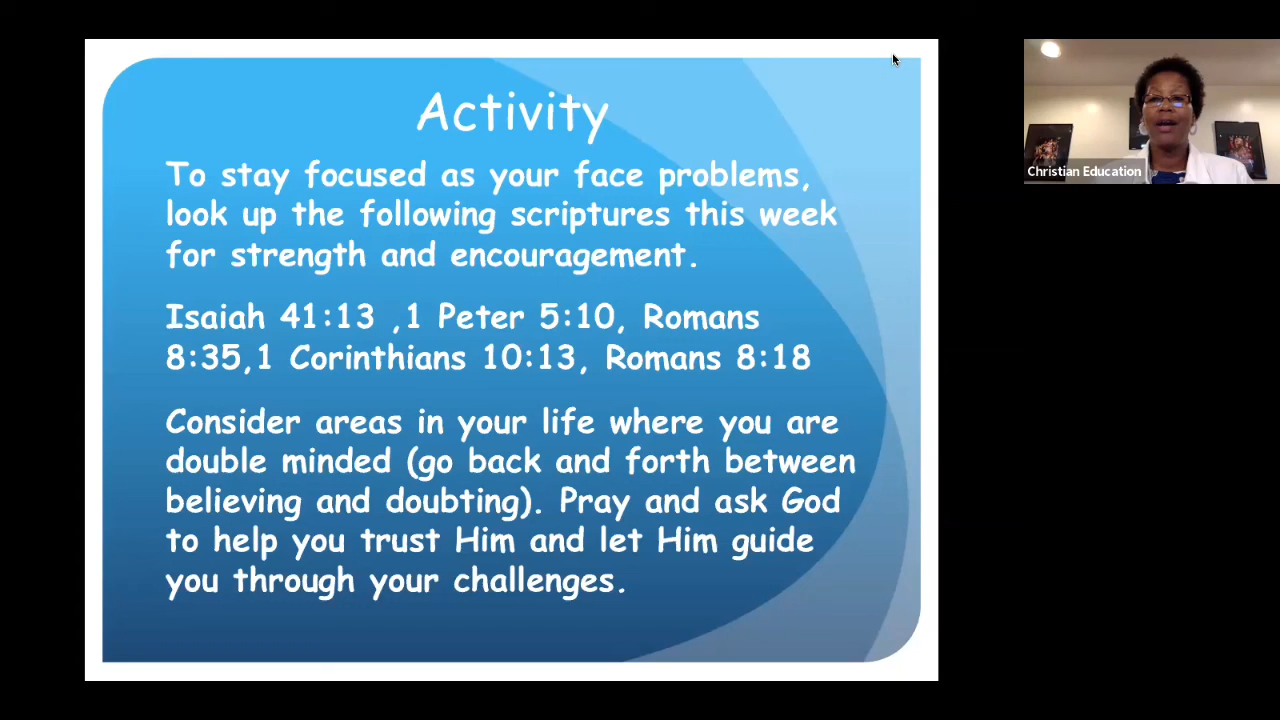 Activity
To stay focused as your face problems,
look up the following scriptures this week
for strength and encouragement.
Isaiah 41:13 ,1 Peter 5:10, Romans
8:35,1 Corinthians 10:13, Romans 8:18
Consider areas in your life where you are
double minded (go back and forth between
believing and doubting). Pray and ask God
to help you trust Him and let Him guide
you through your challenges.
Christian Education